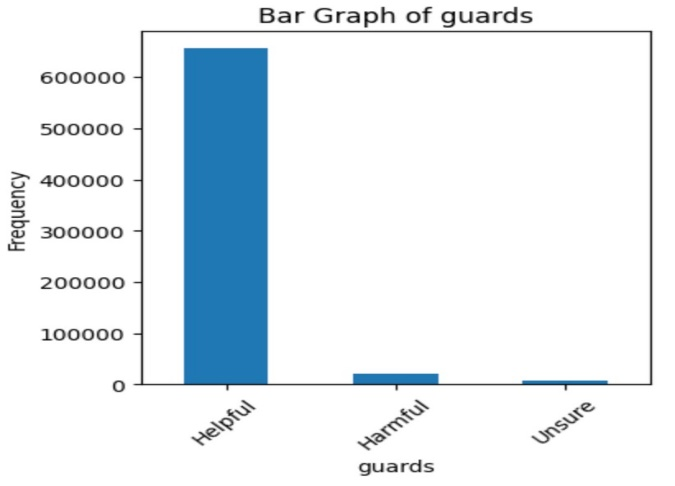 Bar Graph of guards
Frequency
600000
500000
400000
300000
200000
100000
0
Helpful
Harmful
Unsure
guards